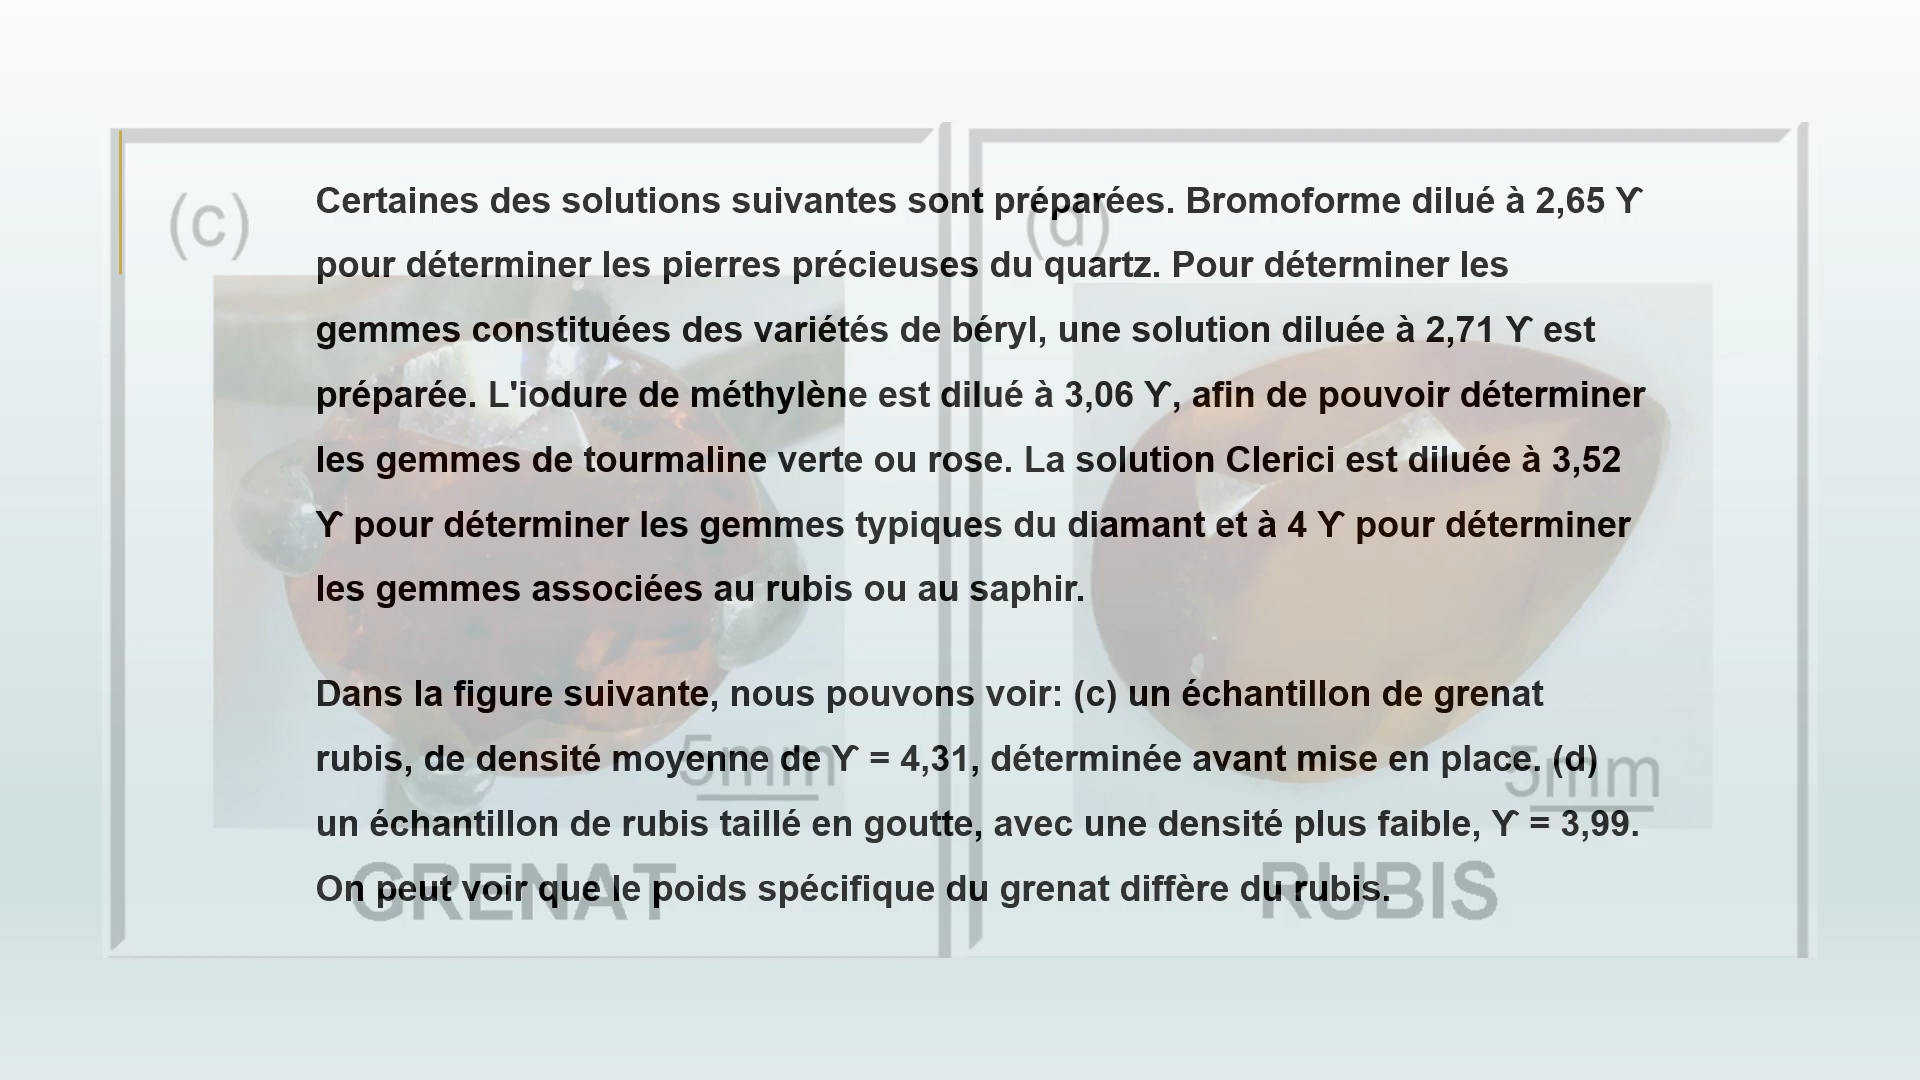 (c)
(d)
Certaines des solutions suivantes sont préparées. Bromoforme dilué à 2,65 ϒ
pour déterminer les pierres précieuses du quartz. Pour déterminer les
gemmes constituées des variétés de béryl, une solution diluée à 2,71 ϒ est
préparée. L'iodure de méthylène est dilué à 3,06 ϒ, afin de pouvoir déterminer
les gemmes de tourmaline verte ou rose. La solution Clerici est diluée à 3,52
ϒ pour déterminer les gemmes typiques du diamant et à 4 ϒ pour déterminer
les gemmes associées au rubis ou au saphir.
Dans la figure suivante, nous pouvons voir: (c) un échantillon de grenat
rubis, de densité moyenne de ϒ = 4,31, déterminée avant mise en place. (d)
un échantillon de rubis taillé en goutte, avec une densité plus faible, ϒ = 3,99.
On peut voir que le poids spécifique du grenat diffère du rubis.
5mm
5mm
GRENAT
RUBIS